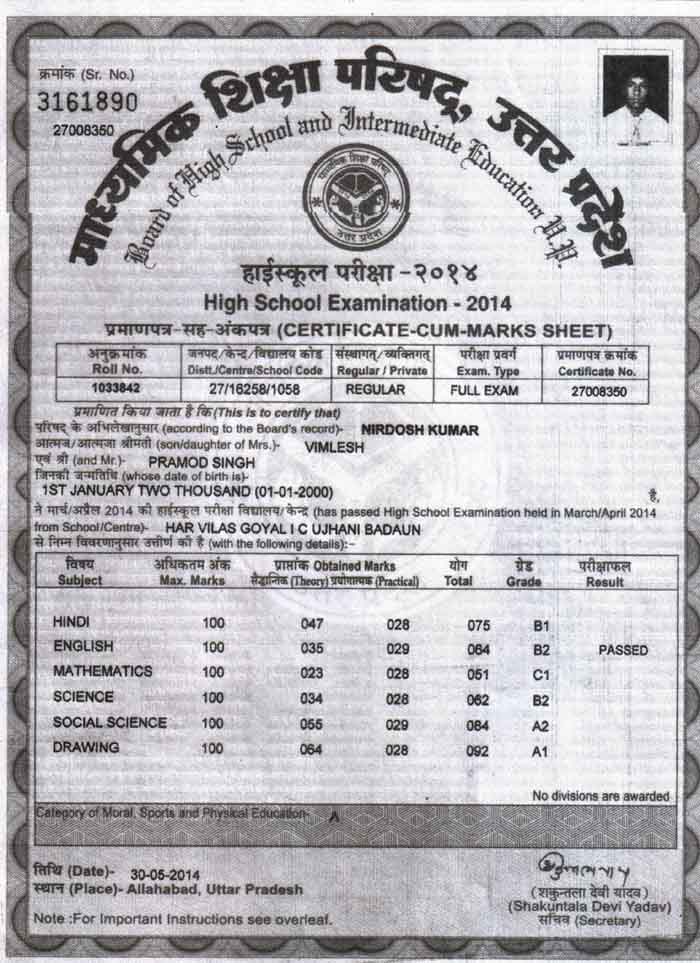 क्रमांक (Sr. No.)
3161890
27008350
माध्यमिक शिक्षा परिषद्, उत्तर प्रदेश
Board of High School and Intermediate Education U.P.
माध्यमिक शिक्षा परिषद्
उत्तर प्रदेश
हाईस्कूल परीक्षा -२०१४
High School Examination - 2014
प्रमाणपत्र-सह-अंकपत्र (CERTIFICATE-CUM-MARKS SHEET)
अनुक्रमांक जनपद/केन्द/विद्यालय कोड संस्थागत्/व्यक्तिगत् परीक्षा प्रवर्ग प्रमाणपत्र क्रमांक
Roll No. Distt./Centre/School Code Regular / Private Exam. Type Certificate No.
1033842 27/16258/1058 REGULAR FULL EXAM 27008350
प्रमाणित किया जाता है कि(This is to certify that)
परिषद् के अभिलेखानुसार (according to the Board's record)- NIRDOSH KUMAR
आत्मज/आत्मजा श्रीमती (son/daughter of Mrs.)- VIMLESH
एवं श्री (and Mr.)- PRAMOD SINGH
जिनकी जन्मतिथि (whose date of birth is)-
1ST JANUARY TWO THOUSAND (01-01-2000) है,
ने मार्च/अप्रैल 2014 की हाईस्कूल परीक्षा विद्यालय/केन्द्र (has passed High School Examination held in March/April 2014
from School/Centre)- HAR VILAS GOYAL I C UJHANI BADAUN
से निम्न विवरणानुसार उत्तीर्ण की है (with the following details):-
विषय अधिकतम अंक प्राप्तांक Obtained Marks योग ग्रेड परीक्षाफल
Subject Max. Marks सैद्धान्तिक (Theory) प्रयोगात्मक (Practical) Total Grade Result
HINDI 100 047 028 075 B1
ENGLISH 100 035 029 064 B2 PASSED
MATHEMATICS 100 023 028 051 C1
SCIENCE 100 034 028 062 B2
SOCIAL SCIENCE 100 055 029 084 A2
DRAWING 100 064 028 092 A1
No divisions are awarded
Category of Moral, Sports and Physical Education- A
तिथि (Date)- 30-05-2014
स्थान (Place)- Allahabad, Uttar Pradesh
(शकुन्तला देवी यादव)
(Shakuntala Devi Yadav)
सचिव (Secretary)
Note :For Important Instructions see overleaf.